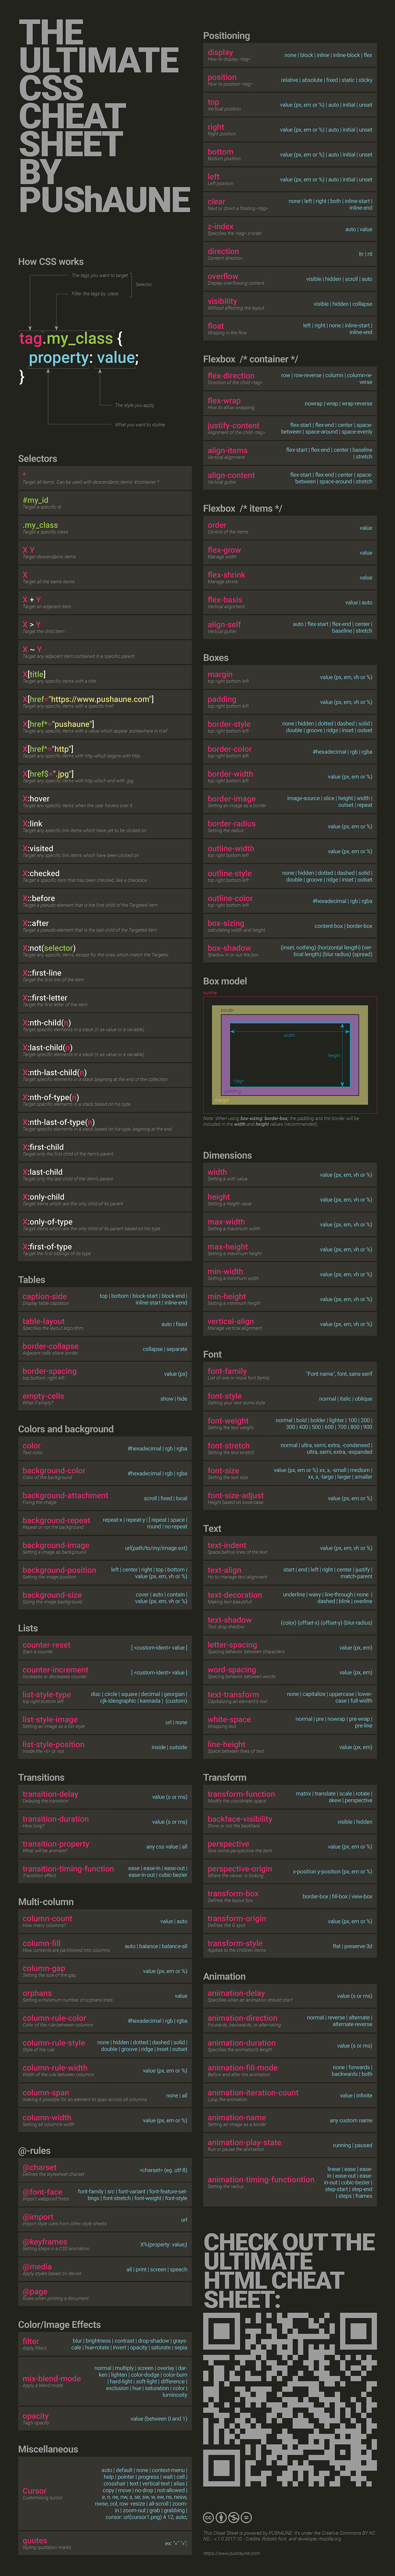 THE
ULTIMATE
CSS
CHEAT
SHEET
BY
PUShAUNE
How CSS works
The tags you want to target
Filter the tags by .class
Selector
tag.my_class {
property: value;
}
The style you apply
What you want to stylise
Selectors
*
Target all items. Can be used with descendants items: #container *
#my_id
Target a specific id
.my_class
Target a specific class
X Y
Target descendants items
X
Target all the same items
X + Y
Target an adjacent item
X > Y
Target the child item
X ~ Y
Target any adjacent item contained in a specific parent
X[title]
Target any specific items with a title
X[href="https://www.pushaune.com"]
Target any specific items with a specific href
X[href*="pushaune"]
Target any specific items with a value which appear somewhere in href
X[href^="http"]
Target any specific items with http which begins with http
X[href$=".jpg"]
Target any specific items with http which end with .jpg
X:hover
Target any specific items when the user hovers over it
X:link
Target any specific link items which have yet to be clicked on
X:visited
Target any specific link items which have been clicked on
X:checked
Target a specific item that has been checked, like a checkbox
X::before
Target a pseudo-element that is the first child of the Targeted item
X::after
Target a pseudo-element that is the last child of the Targeted item
X:not(selector)
Target any specific items, except for the ones which match the Targetto
X::first-line
Target the first line of the item
X::first-letter
Target the first letter of the item
X:nth-child(n)
Target specific elements in a stack (in as value or a variable)
X:last-child(n)
Target specific elements in a stack (in as value or a variable)
X:nth-last-child(n)
Target specific elements in a stack begining at the end of the collection
X:nth-of-type(n)
Target specific elements in a stack based on his type
X:nth-last-of-type(n)
Target specific elements in a stack based on his type, begining at the end
X:first-child
Target only the first child of the item's parent
X:last-child
Target only the last child of the item's parent
X:only-child
Target items which are the only child of its parent
X:only-of-type
Target items which are the only child of its parent based on his type
X:first-of-type
Target the first siblings of its type
Tables
caption-side
Display table captation
top | bottom | block-start | block-end |
inline-start | inline-end
table-layout
Specifies the layout algorithm
auto | fixed
border-collapse
Adjacent cells share border
collapse | separate
border-spacing
top bottom, right left
value (px)
empty-cells
What if empty?
show | hide
Colors and background
color
Text color
#hexadecimal | rgb | rgba
background-color
Color of the background
#hexadecimal | rgb | rgba
background-attachment
Fixing the image
scroll | fixed | local
background-repeat
Repeat or not the background
repeat-x | repeat-y | [ repeat | space |
round | no-repeat
background-image
Setting a image as background
url(path/to/my/image.ext)
background-position
Setting the image position
left | center | right | top | bottom |
value (px, em, vh or %)
background-size
Sizing the image background
cover | auto | contain |
value (px, em, vh or %)
Lists
counter-reset
Start a counter
[ <custom-ident> value ]
counter-increment
Increases or decrease counter
[ <custom-ident> value ]
list-style-type
top right bottom left
disc | circle | square | decimal | georgian |
cjk-ideographic | kannada | (custom)
list-style-image
Setting an image as a list style
url | none
list-style-position
Inside the <li> or not
inside | outside
Transitions
transition-delay
Delaying the transition
value (s or ms)
transition-duration
How long?
value (s or ms)
transition-property
What will be animate?
any css value | all
transition-timing-function
Transition effect
ease | ease-in | ease-out |
ease-in-out | cubic-bezier
Multi-column
column-count
How many columns?
value | auto
column-fill
How contents are partitioned into columns
auto | balance | balance-all
column-gap
Setting the size of the gap
value (px, em or %)
orphans
Setting a minimum number of orphans lines
value
column-rule-color
Color of the rule between columns
#hexadecimal | rgb | rgba
column-rule-style
Style of the rule
none | hidden | dotted | dashed | solid |
double | groove | ridge | inset | outset
column-rule-width
Width of the rule between columns
value (px, em or %)
column-span
making it possible for an element to span across all columns
none | all
column-width
Setting all column's width
value (px, em or %)
@-rules
@charset
Defines the stylesheet charset
<charset> (eg. utf-8)
@font-face
Import webproof fonts
font-family | src | font-variant | font-feature-set-
tings | font-stretch | font-weight | font-style
@import
Import style rules from other style sheets
url
@keyframes
Setting steps in a CSS animation
X%{property: value;}
@media
Apply styles based on device
all | print | screen | speech
@page
Rules when printing a document
Color/Image Effects
filter
Apply filters
blur | brightness | contrast | drop-shadow | grays-
cale | hue-rotate | invert | opacity | saturate | sepia
mix-blend-mode
Apply a blend mode
normal | multiply | screen | overlay | dar-
ken | lighten | color-dodge | color-burn
| hard-light | soft-light | difference |
exclusion | hue | saturation | color |
luminosity
opacity
Tag's opacity
value (between 0 and 1)
Miscellaneous
Cursor
Customising cursor
auto | default | none | context-menu |
help | pointer | progress | wait | cell |
crosshair | text | vertical-text | alias |
copy | move | no-drop | not-allowed |
e, n, ne, nw, s, se, sw, w, ew, ns, nesw,
nwse, col, row -resize | all-scroll | zoom-
in | zoom-out | grab | grabbing |
cursor: url(cursor1.png) 4 12, auto;
quotes
Styling quotation marks
ex: "«" "»";
Positioning
display
How to display <tag>
none | block | inline | inline-block | flex
position
How to position <tag>
relative | absolute | fixed | static | sticky
top
Vertical position
value (px, em or %) | auto | initial | unset
right
Right position
value (px, em or %) | auto | initial | unset
bottom
Bottom position
value (px, em or %) | auto | initial | unset
left
Left position
value (px, em or %) | auto | initial | unset
clear
Next or down a floating <tag>
none | left | right | both | inline-start |
inline-end
z-index
Specifies the <tag> z-order
auto | value
direction
Content direction
ltr | rtl
overflow
Display overflowing content
visible | hidden | scroll | auto
visibility
Without affecting the layout
visible | hidden | collapse
float
Wraping in the flow
left | right | none | inline-start |
inline-end
Flexbox /* container */
flex-direction
Direction of the child <tag>
row | row-reverse | column | column-re-
verse
flex-wrap
How to allow wrapping
nowrap | wrap | wrap-reverse
justify-content
Alignment of the child <tag>
flex-start | flex-end | center | space-
between | space-around | space-evenly
align-items
Vertical alignment
flex-start | flex-end | center | baseline
| stretch
align-content
Vertical gutter
flex-start | flex-end | center | space-
between | space-around | stretch
Flexbox /* items */
order
Control of the items
value
flex-grow
Manage width
value
flex-shrink
Manage shrink
value
flex-basis
Vertical alignment
value | auto
align-self
Vertical gutter
auto | flex-start | flex-end | center |
baseline | stretch
Boxes
margin
top right bottom left
value (px, em, vh or %)
padding
top right bottom left
value (px, em, vh or %)
border-style
top right bottom left
none | hidden | dotted | dashed | solid |
double | groove | ridge | inset | outset
border-color
top right bottom left
#hexadecimal | rgb | rgba
border-width
top right bottom left
value (px, em or %)
border-image
Setting an image as a border
image-source | slice | height | width |
outset | repeat
border-radius
Setting the radius
value (px, em or %)
outline-width
top right bottom left
value (px, em or %)
outline-style
top right bottom left
none | hidden | dotted | dashed | solid |
double | groove | ridge | inset | outset
outline-color
top right bottom left
#hexadecimal | rgb | rgba
box-sizing
calculating width and height
content-box | border-box
box-shadow
Shadow in or out the box
(inset, nothing) (horizontal length) (ver-
tical length) (blur radius) (spread)
Box model
outline
border
width
height
<tag>
padding
margin
Note: When using box-sizing: border-box; the padding and the border will be
included in the width and height values (recommended).
Dimensions
width
Setting a with value
value (px, em, vh or %)
height
Setting a height value
value (px, em, vh or %)
max-width
Setting a maximum width
value (px, em, vh or %)
max-height
Setting a maximum height
value (px, em, vh or %)
min-width
Setting a minimum width
value (px, em, vh or %)
min-height
Setting a minimum height
value (px, em, vh or %)
vertical-align
Manage vertical alignment
value (px, em, vh or %)
Font
font-family
List of one or more font family
"Font name", font, sans-serif
font-style
Setting your text some style
normal | italic | oblique
font-weight
Setting the text weight
normal | bold | bolder | lighter | 100 | 200 |
300 | 400 | 500 | 600 | 700 | 800 | 900
font-stretch
Setting the text stretch
normal | ultra, semi, extra, -condensed |
ultra, semi, extra, -expanded
font-size
Setting the text size
value (px, em or %) xx, x, -small | medium |
xx, x, -large | larger | smaller
font-size-adjust
Height based on lowercase
value (px, em or %)
Text
text-indent
Space before lines of the text
value (px, em, vh or %)
text-align
Ho to manage text alignment
start | end | left | right | center | justify |
match-parent
text-decoration
Making text beautifull
underline | wavy | line-through | none |
dashed | blink | overline
text-shadow
Text drop shadow
(color) (offset-x) (offset-y) (blur-radius)
letter-spacing
Spacing behavior between characters
value (px, em)
word-spacing
Spacing behavior between words
value (px, em)
text-transform
Capitalizing an element's text
none | capitalize | uppercase | lower-
case | full-width
white-space
Wrapping text
normal | pre | nowrap | pre-wrap |
pre-line
line-height
Space between lines of text
value (px, em)
Transform
transform-function
Modify the coordinate space
matrix | translate | scale | rotate |
skew | perspective
backface-visibility
Show or not the backface
visible | hidden
perspective
Give some perspective the item
value (px, em or %)
perspective-origin
Where the viewer is looking
x-position y-position (px, em or %)
transform-box
Defines the layout box
border-box | fill-box | view-box
transform-origin
Defines the G spot
value (px, em or %)
transform-style
Applies to the children items
flat | preserve-3d
Animation
animation-delay
Specifies when an animation should start
value (s or ms)
animation-direction
Forwards, backwards, or alternating
normal | reverse | alternate |
alternate-reverse
animation-duration
Specifies the animation's length
value (s or ms)
animation-fill-mode
Before and after the animation
none | forwards |
backwards | both
animation-iteration-count
Loop the animation
value | infinite
animation-name
Setting an image as a border
any custom name
animation-play-state
Run or pause the animation
running | paused
animation-timing-functiontion
Setting the radius
linear | ease | ease-
in | ease-out | ease-
in-out | cubic-bezier |
step-start | step-end
| steps | frames
CHECK OUT THE
ULTIMATE
HTML CHEAT
SHEET:
This Cheat Sheet is powered by PUShAUNE. It's under the Creative Commons BY NC
ND. - v 1.0 2017-10 - Credits: Roboto font. and developer.mozilla.org
https://www.pushaune.com